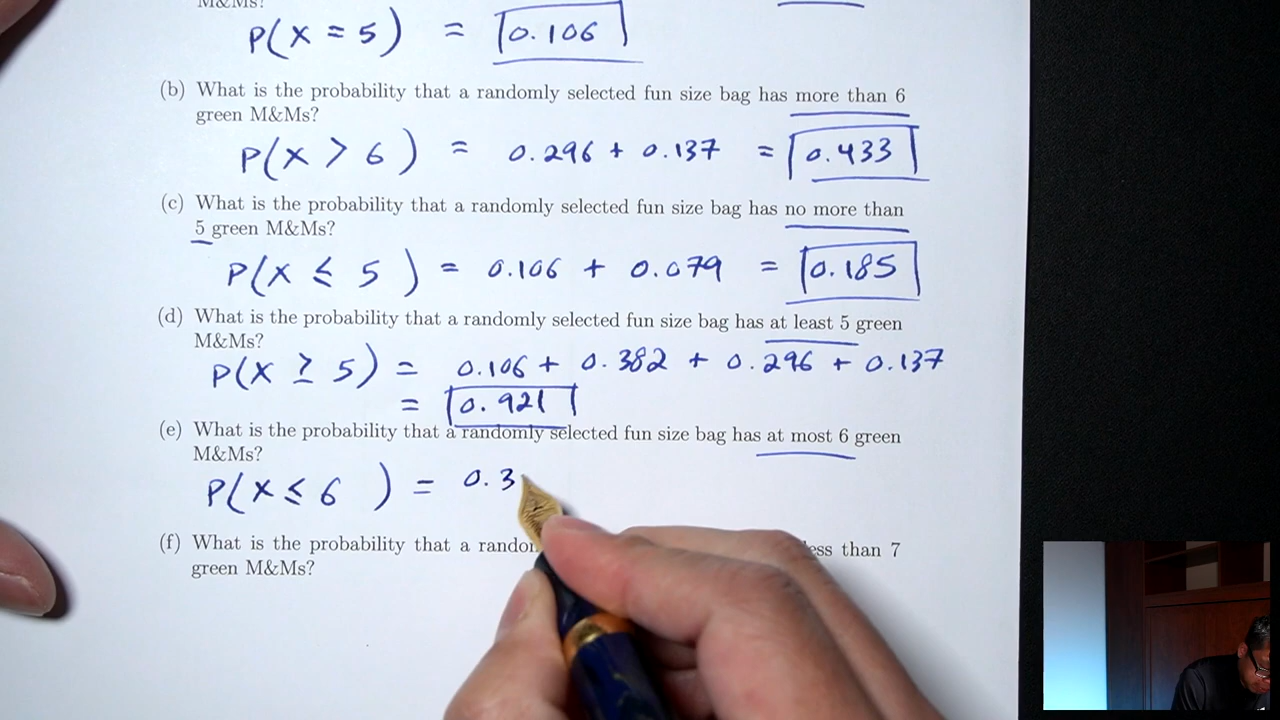 M&Ms?
P(X = 5) = 0.106
(b) What is the probability that a randomly selected fun size bag has more than 6
green M&Ms?
P(X > 6) = 0.296 + 0.137 = 0.433
(c) What is the probability that a randomly selected fun size bag has no more than
5 green M&Ms?
P(X ≤ 5) = 0.106 + 0.079 = 0.185
(d) What is the probability that a randomly selected fun size bag has at least 5 green
M&Ms?
P(X ≥ 5) = 0.106 + 0.382 + 0.296 + 0.137
= 0.921
(e) What is the probability that a randomly selected fun size bag has at most 6 green
M&Ms?
P(X ≤ 6) = 0.3
(f) What is the probability that a less than 7
green M&Ms?